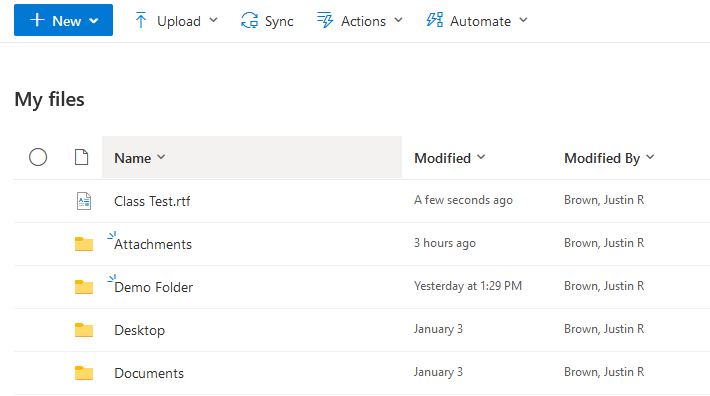 New Upload Sync Actions Automate
My files
Name Modified Modified By
Class Test.rtf A few seconds ago Brown, Justin R
Attachments 3 hours ago Brown, Justin R
Demo Folder Yesterday at 1:29 PM Brown, Justin R
Desktop January 3 Brown, Justin R
Documents January 3 Brown, Justin R